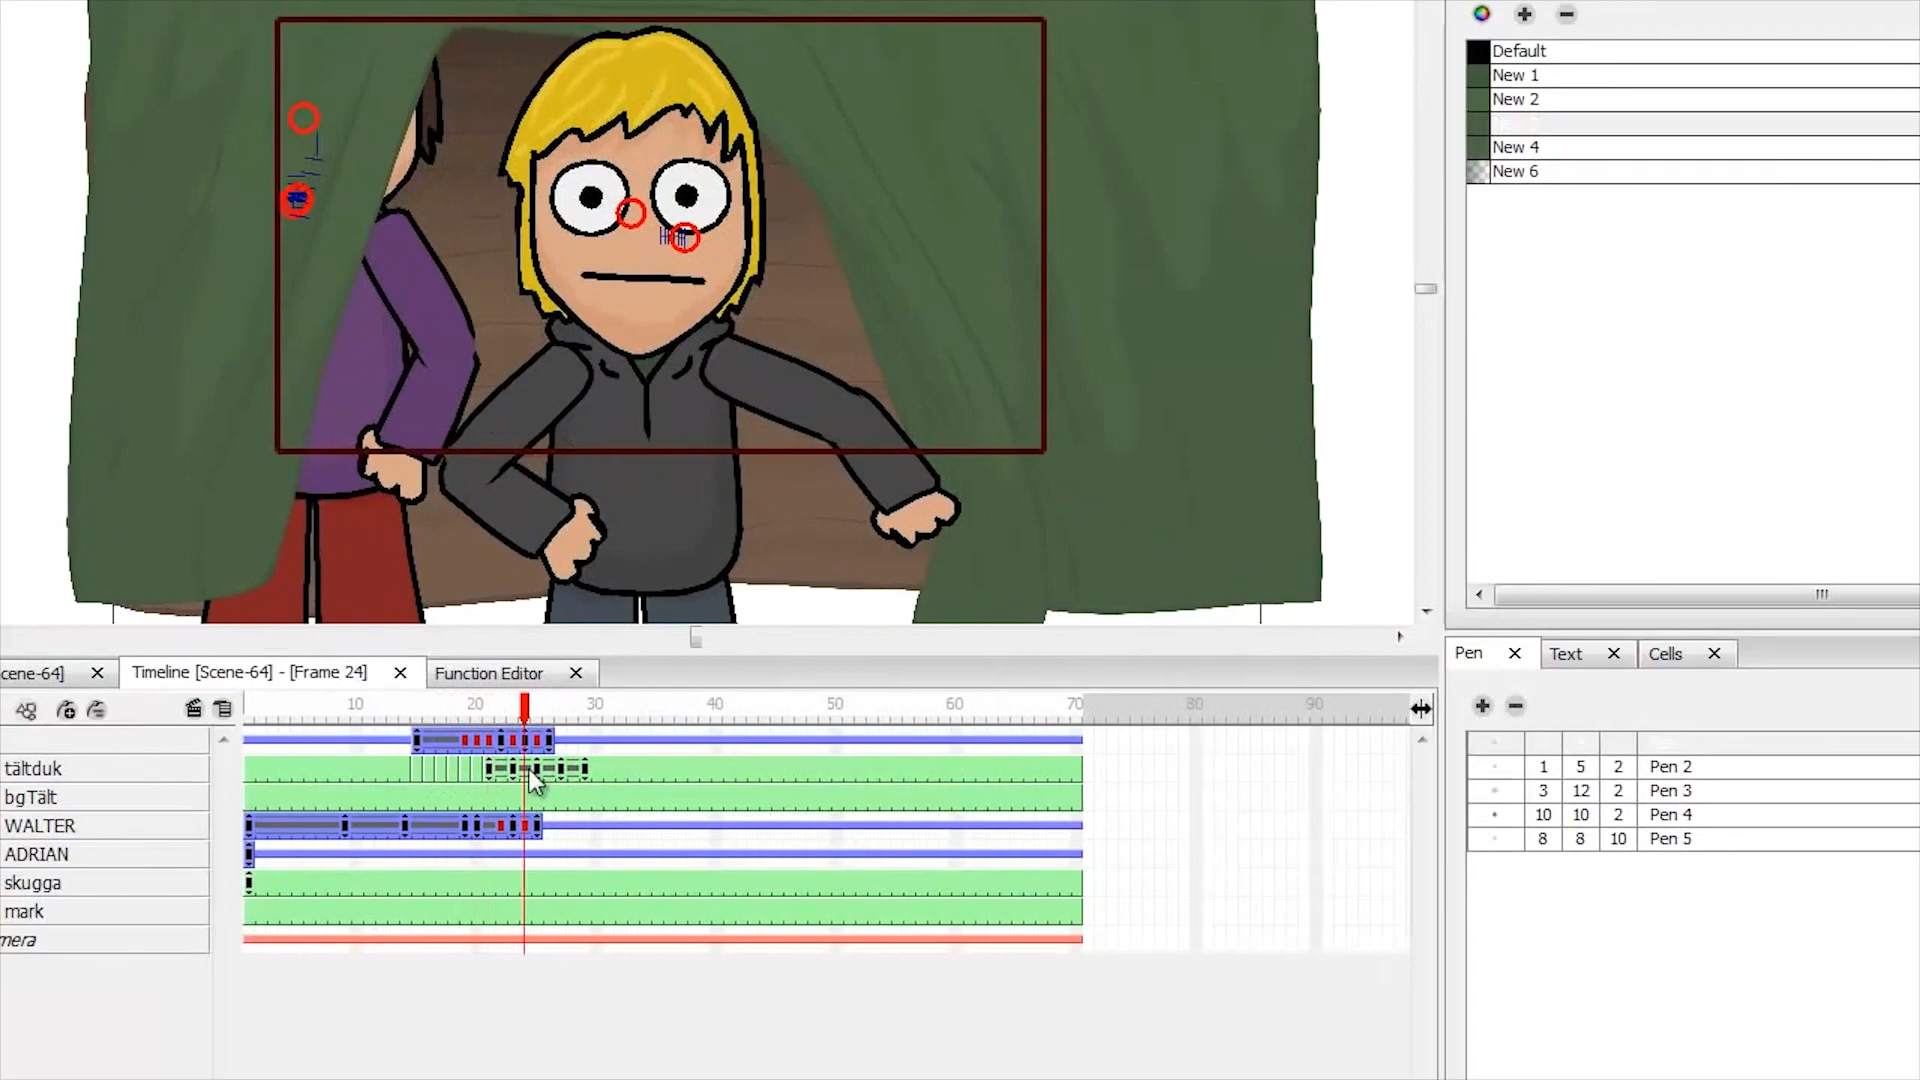 Default
New 1
New 2
New 4
New 6
cene-64]
Timeline [Scene-64] - [Frame 24]
Function Editor
Pen
Text
Cells
10 20 30 40 50 60 70 80 90
tältduk
bgTält
WALTER
ADRIAN
skugga
mark
mera
1 5 2 Pen 2
3 12 2 Pen 3
10 10 2 Pen 4
8 8 10 Pen 5